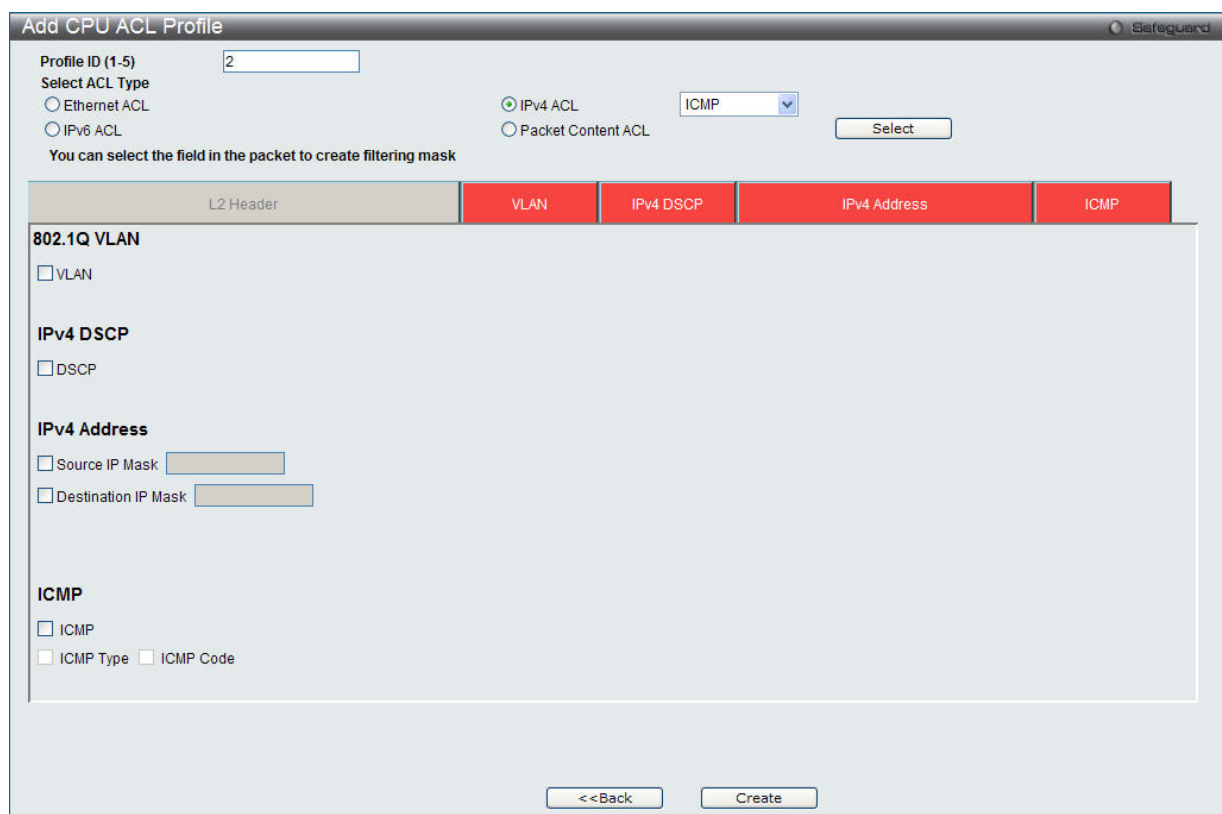 Add CPU ACL Profile
Safeguard
Profile ID (1-5) 2
Select ACL Type
Ethernet ACL IPv4 ACL ICMP
IPv6 ACL Packet Content ACL Select
You can select the field in the packet to create filtering mask
L2 Header VLAN IPv4 DSCP IPv4 Address ICMP
802.1Q VLAN
VLAN
IPv4 DSCP
DSCP
IPv4 Address
Source IP Mask
Destination IP Mask
ICMP
ICMP
ICMP Type ICMP Code
<<Back Create